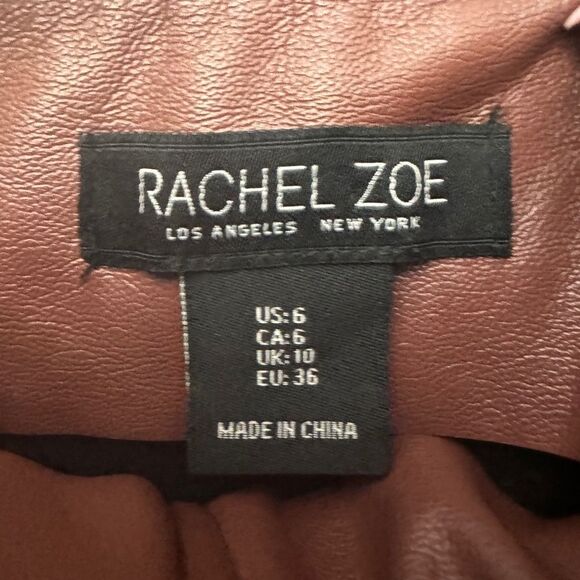 RACHEL ZOE
LOS ANGELES NEW YORK
US: 6
CA: 6
UK: 10
EU: 36
MADE IN CHINA